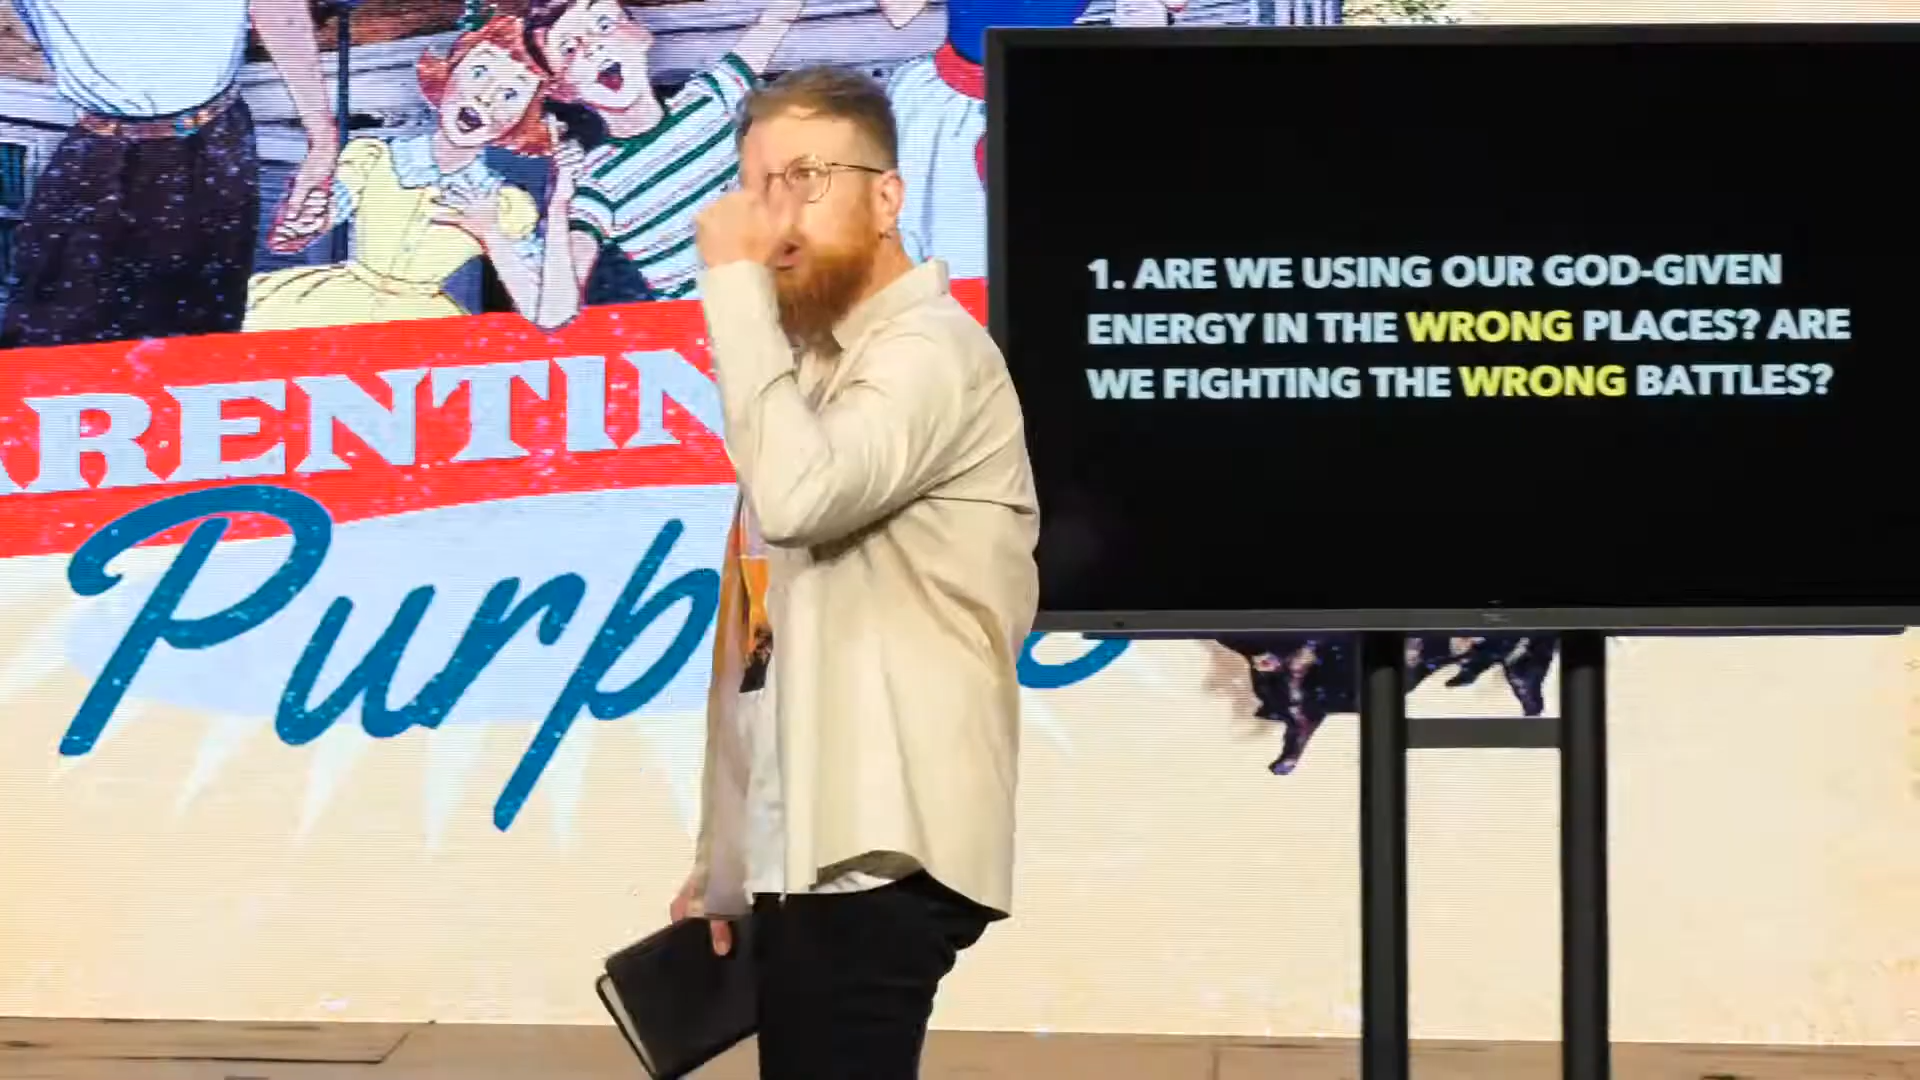 RENTIN
Purp
1. ARE WE USING OUR GOD-GIVEN
ENERGY IN THE WRONG PLACES? ARE
WE FIGHTING THE WRONG BATTLES?